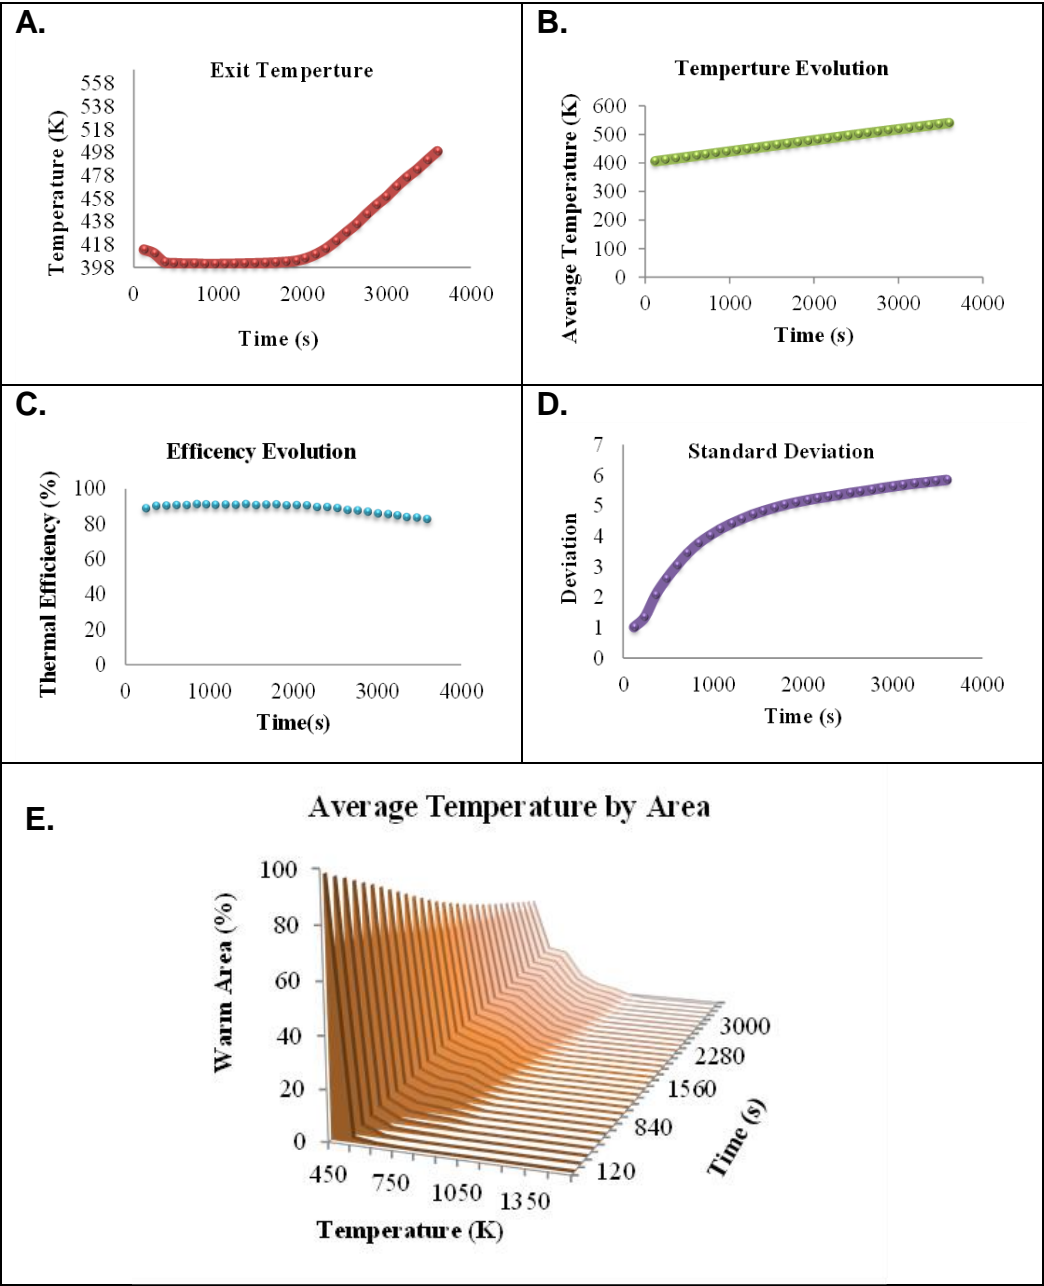 A.
Exit Temperture
Temperature (K)
558
538
518
498
478
458
438
418
398
0 1000 2000 3000 4000
Time (s)
B.
Temperture Evolution
Average Temperature (K)
600
500
400
300
200
100
0
0 1000 2000 3000 4000
Time (s)
C.
Efficency Evolution
Thermal Efficiency (%)
100
80
60
40
20
0
0 1000 2000 3000 4000
Time(s)
D.
Standard Deviation
Deviation
7
6
5
4
3
2
1
0
0 1000 2000 3000 4000
Time (s)
E.
Average Temperature by Area
Warm Area (%)
100
80
60
40
20
0
450 750 1050 1350
Temperature (K)
3000
2280
1560
840
120
Time (s)